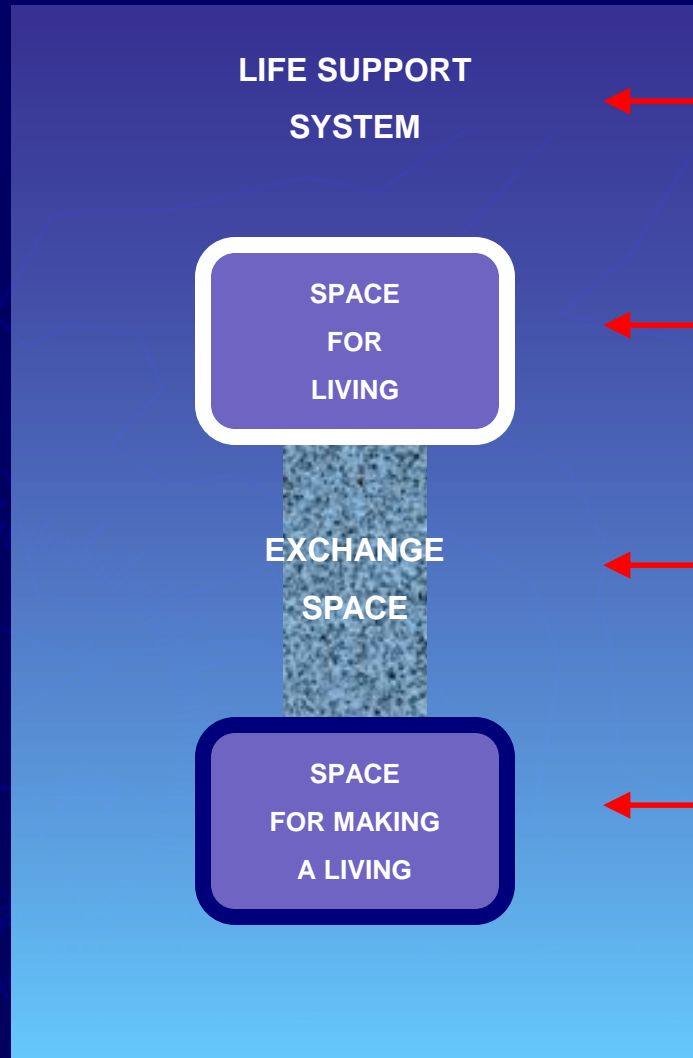 LIFE SUPPORT
SYSTEM
SPACE
FOR
LIVING
EXCHANGE
SPACE
SPACE
FOR MAKING
A LIVING